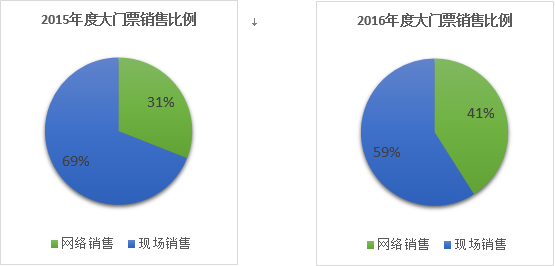 2015年度大门票销售比例
31%
69%
网络销售 现场销售
↓
2016年度大门票销售比例
41%
59%
网络销售 现场销售